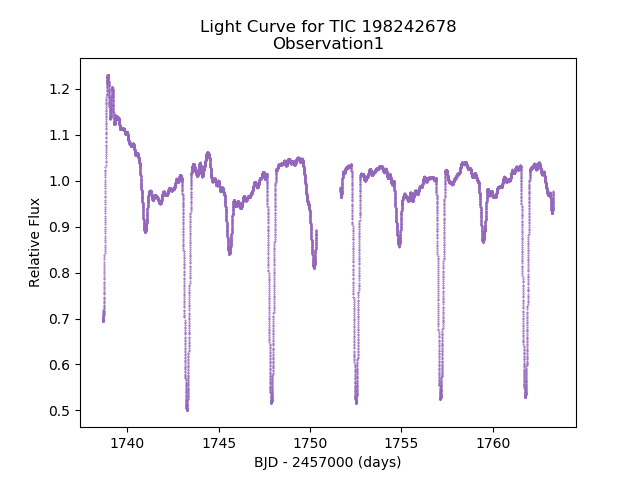 Light Curve for TIC 198242678
Observation1
Relative Flux
1.2
1.1
1.0
0.9
0.8
0.7
0.6
0.5
1740 1745 1750 1755 1760
BJD - 2457000 (days)